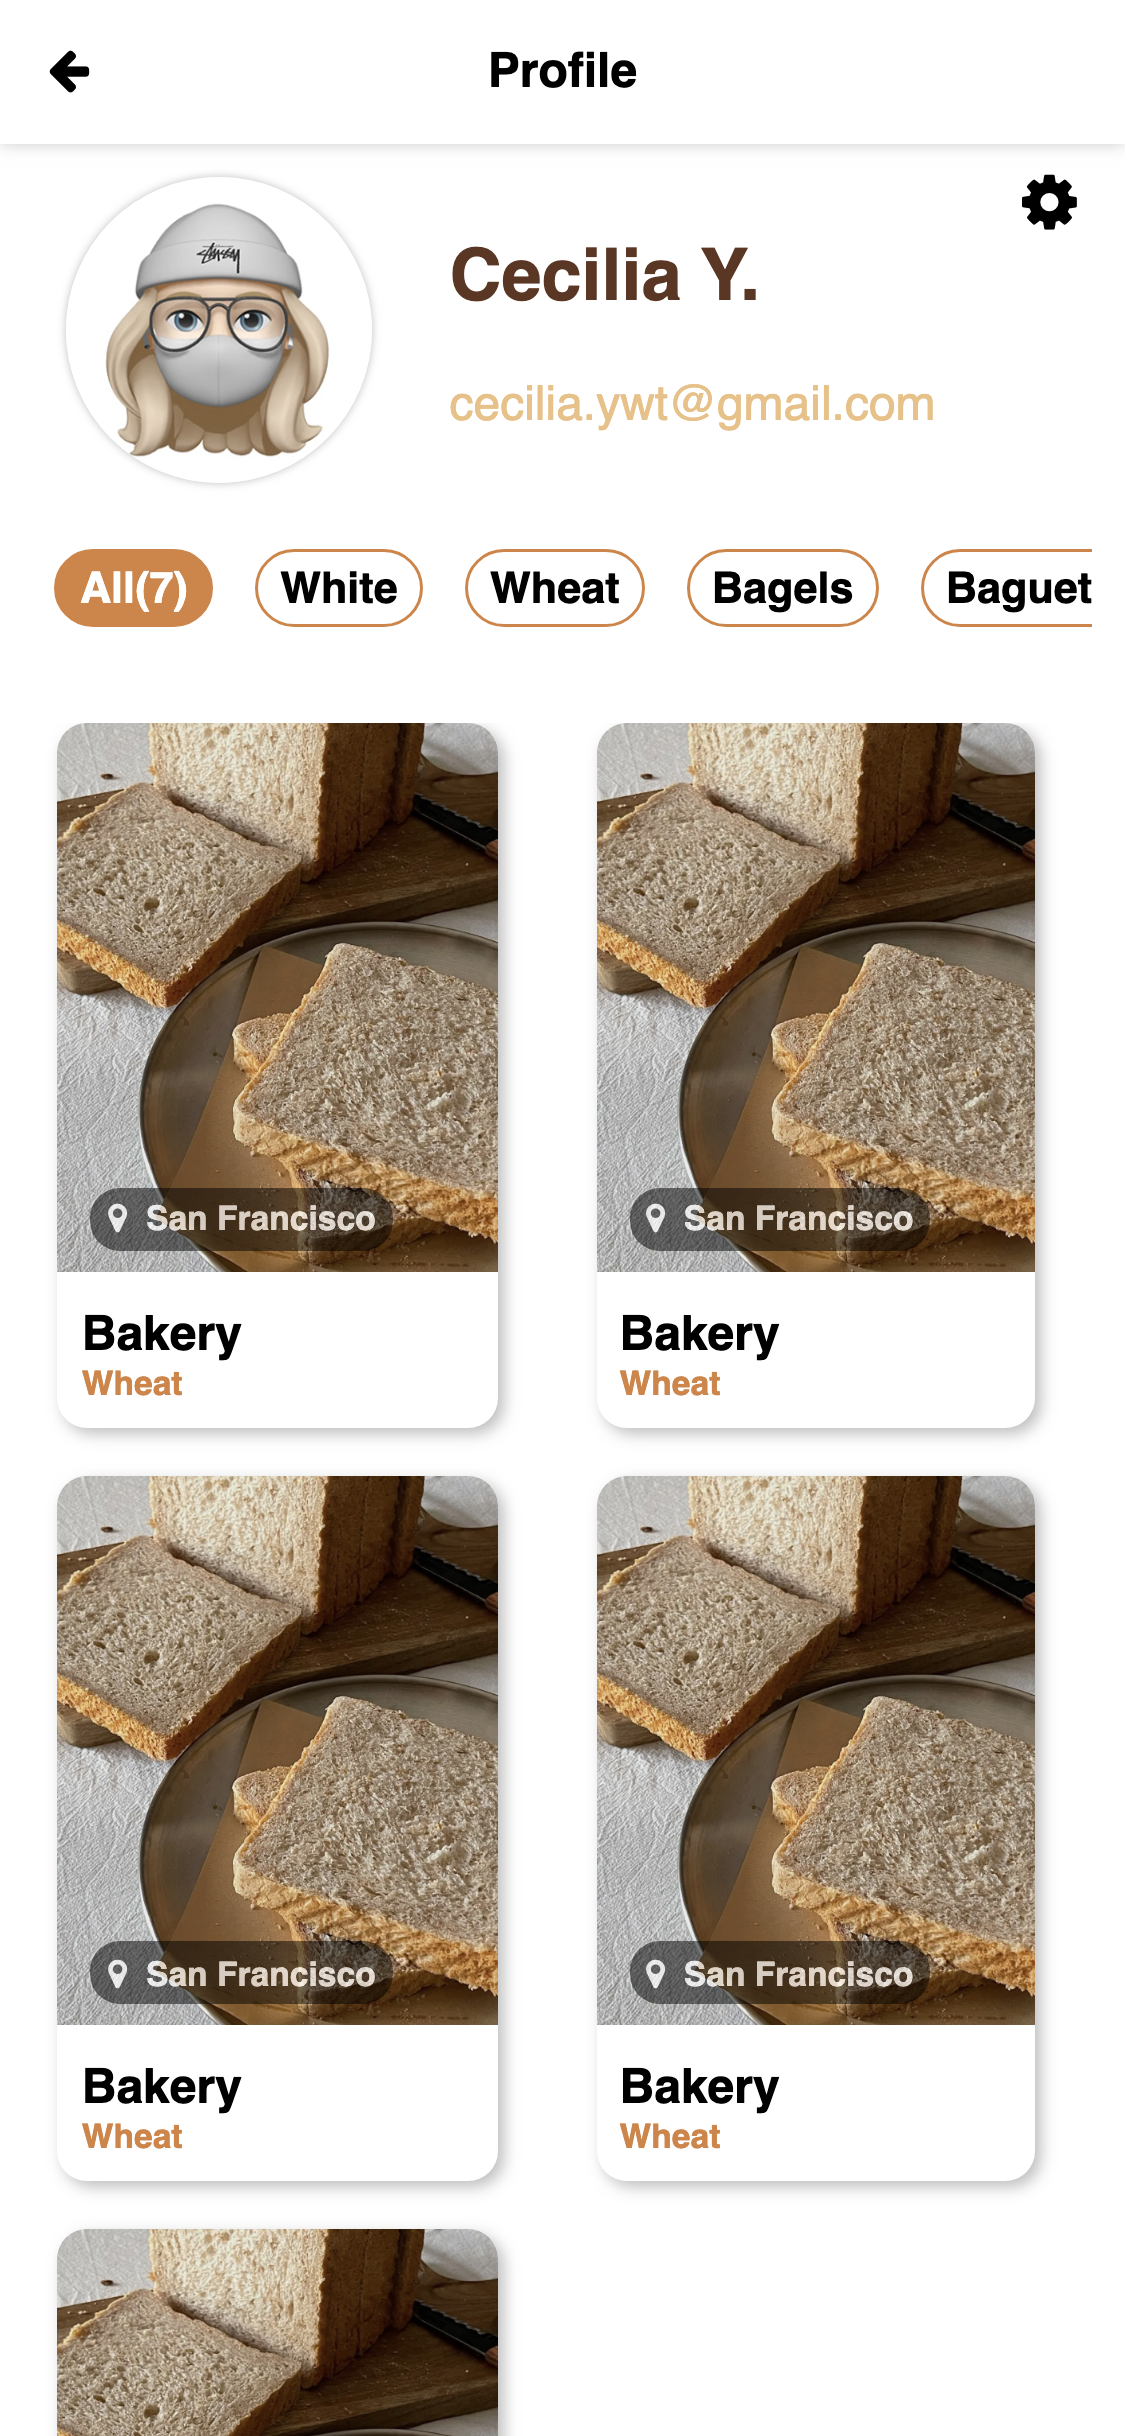 Profile
STÜSSY
Cecilia Y.
cecilia.ywt@gmail.com
All(7) White Wheat Bagels Baguet
San Francisco San Francisco
Bakery Bakery
Wheat Wheat
San Francisco San Francisco
Bakery Bakery
Wheat Wheat